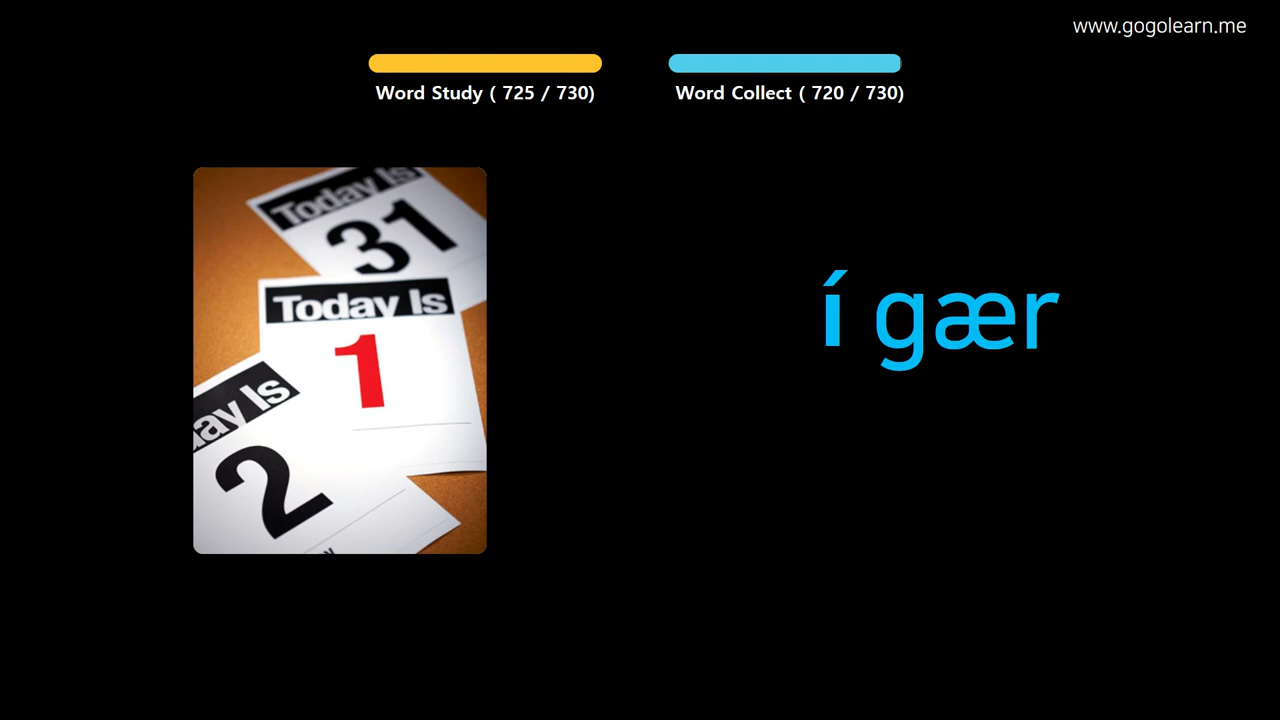 www.gogolearn.me
Word Study ( 725 / 730)
Word Collect ( 720 / 730)
Today Is
31
Today Is
1
ay Is
2
í gær